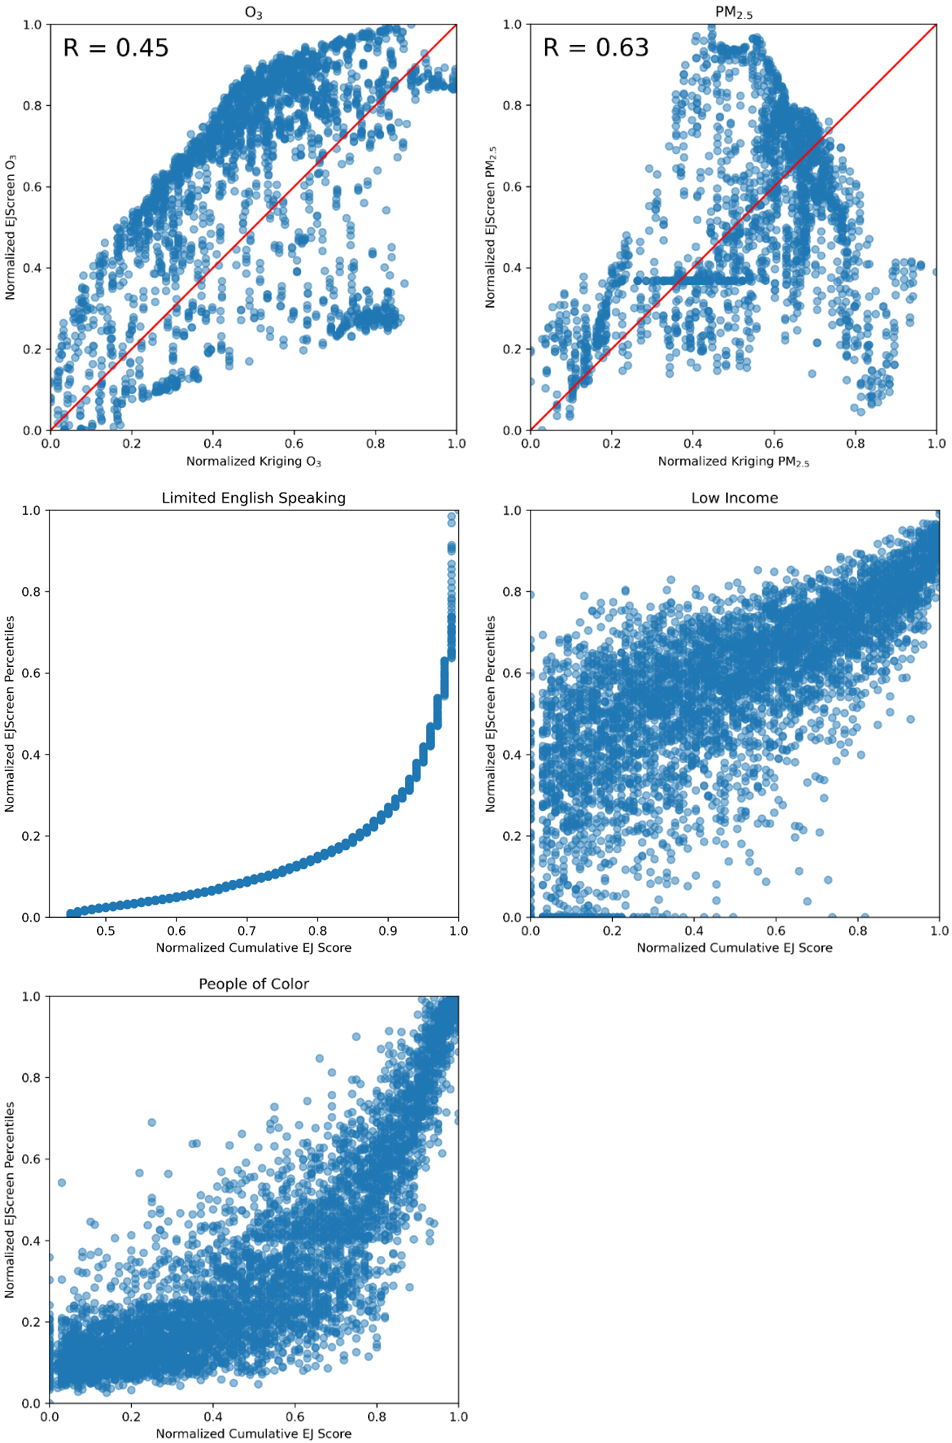 O₃
R = 0.45
1.0
0.8
0.6
0.4
0.2
0.0
Normalized EJScreen O₃
0.0 0.2 0.4 0.6 0.8 1.0
Normalized Kriging O₃
PM₂.₅
R = 0.63
1.0
0.8
0.6
0.4
0.2
0.0
Normalized EJScreen PM₂.₅
0.0 0.2 0.4 0.6 0.8 1.0
Normalized Kriging PM₂.₅
Limited English Speaking
1.0
0.8
0.6
0.4
0.2
0.0
Normalized EJScreen Percentiles
0.5 0.6 0.7 0.8 0.9 1.0
Normalized Cumulative EJ Score
Low Income
1.0
0.8
0.6
0.4
0.2
0.0
Normalized EJScreen Percentiles
0.0 0.2 0.4 0.6 0.8 1.0
Normalized Cumulative EJ Score
People of Color
1.0
0.8
0.6
0.4
0.2
0.0
Normalized EJScreen Percentiles
0.0 0.2 0.4 0.6 0.8 1.0
Normalized Cumulative EJ Score